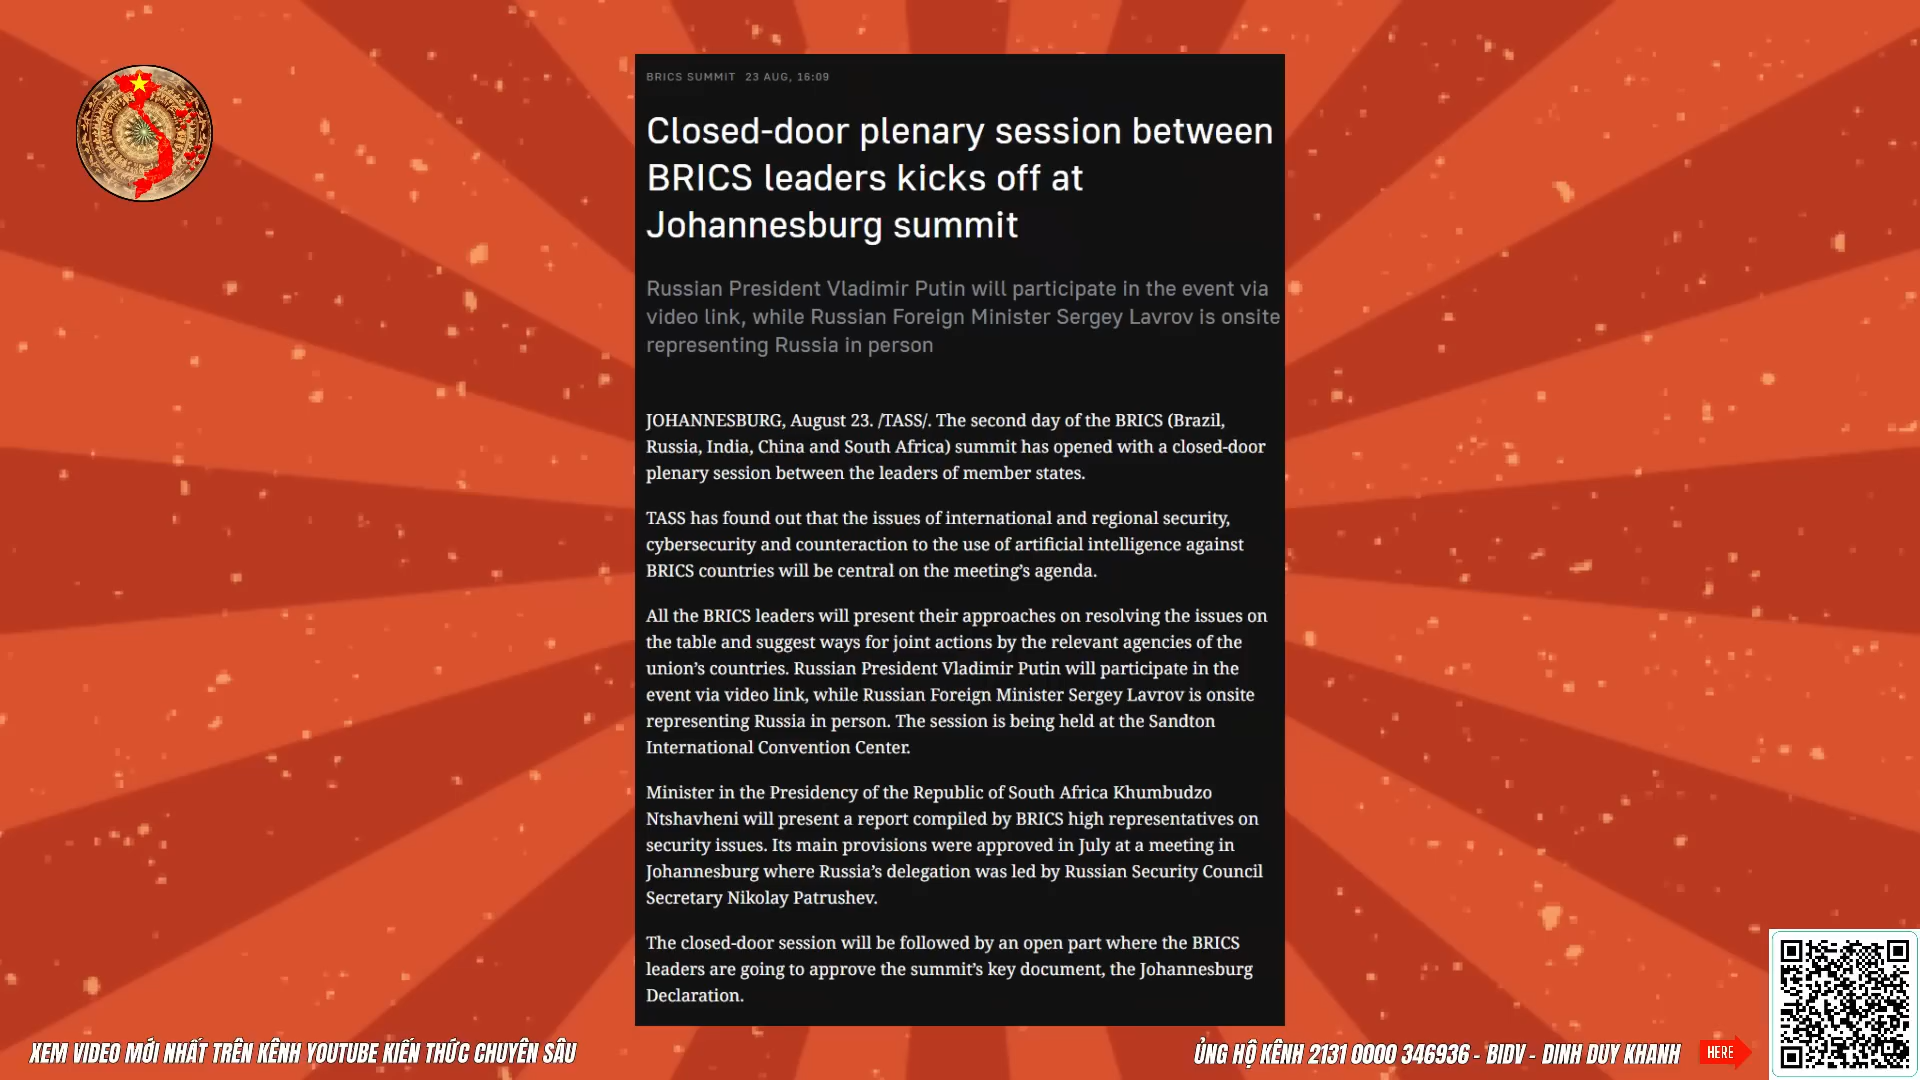 BRICS SUMMIT 23 AUG, 16:09
Closed-door plenary session between
BRICS leaders kicks off at
Johannesburg summit
Russian President Vladimir Putin will participate in the event via
video link, while Russian Foreign Minister Sergey Lavrov is onsite
representing Russia in person
JOHANNESBURG, August 23. /TASS/. The second day of the BRICS (Brazil,
Russia, India, China and South Africa) summit has opened with a closed-door
plenary session between the leaders of member states.
TASS has found out that the issues of international and regional security,
cybersecurity and counteraction to the use of artificial intelligence against
BRICS countries will be central on the meeting’s agenda.
All the BRICS leaders will present their approaches on resolving the issues on
the table and suggest ways for joint actions by the relevant agencies of the
union’s countries. Russian President Vladimir Putin will participate in the
event via video link, while Russian Foreign Minister Sergey Lavrov is onsite
representing Russia in person. The session is being held at the Sandton
International Convention Center.
Minister in the Presidency of the Republic of South Africa Khumbudzo
Ntshavheni will present a report compiled by BRICS high representatives on
security issues. Its main provisions were approved in July at a meeting in
Johannesburg where Russia’s delegation was led by Russian Security Council
Secretary Nikolay Patrushev.
The closed-door session will be followed by an open part where the BRICS
leaders are going to approve the summit’s key document, the Johannesburg
Declaration.
XEM VIDEO MỚI NHẤT TRÊN KÊNH YOUTUBE KIẾN THỨC CHUYÊN SÂU
ỦNG HỘ KÊNH 2131 0000 346936 - BIDV - DINH DUY KHANH
HERE